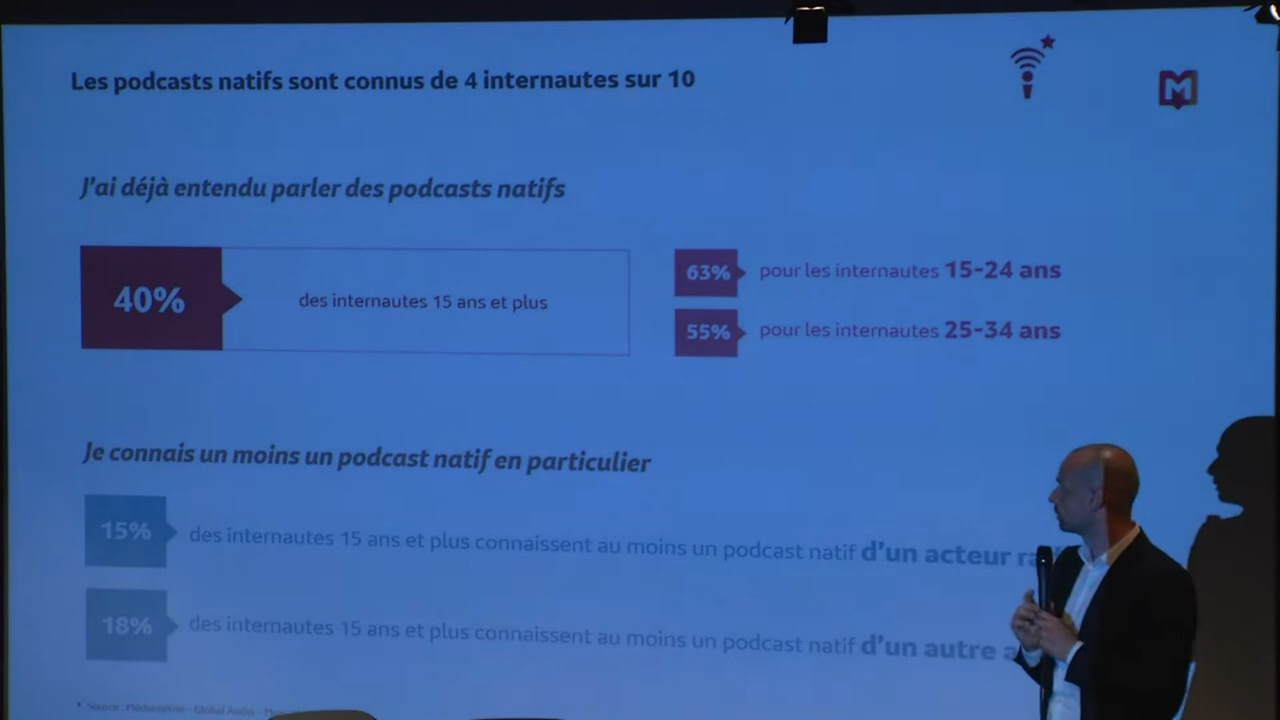 Les podcasts natifs sont connus de 4 internautes sur 10
M
J'ai déjà entendu parler des podcasts natifs
40%
des internautes 15 ans et plus
63% pour les internautes 15-24 ans
55% pour les internautes 25-34 ans
Je connais un moins un podcast natif en particulier
15% des internautes 15 ans et plus connaissent au moins un podcast natif d'un acteur
18% des internautes 15 ans et plus connaissent au moins un podcast natif d'un autre
* Source : Médiamétrie - Global Audio -